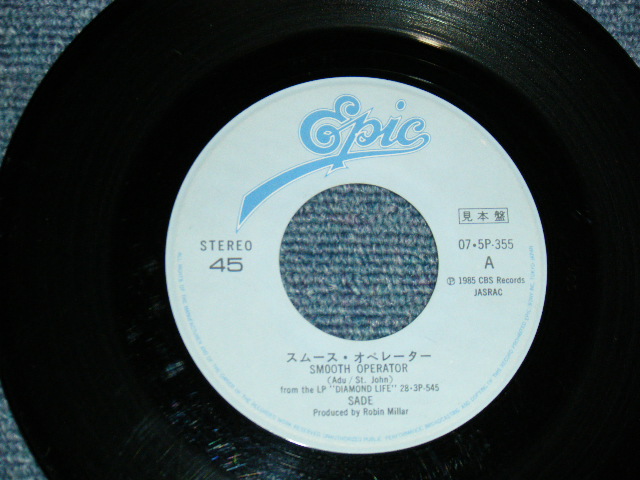 Epic
見本盤
STEREO
45
07・5P-355
A
Ⓟ 1985 CBS Records
JASRAC
スムース・オペレーター
SMOOTH OPERATOR
(Adu / St. John)
from the LP "DIAMOND LIFE" 28・3P-545
SADE
Produced by Robin Millar